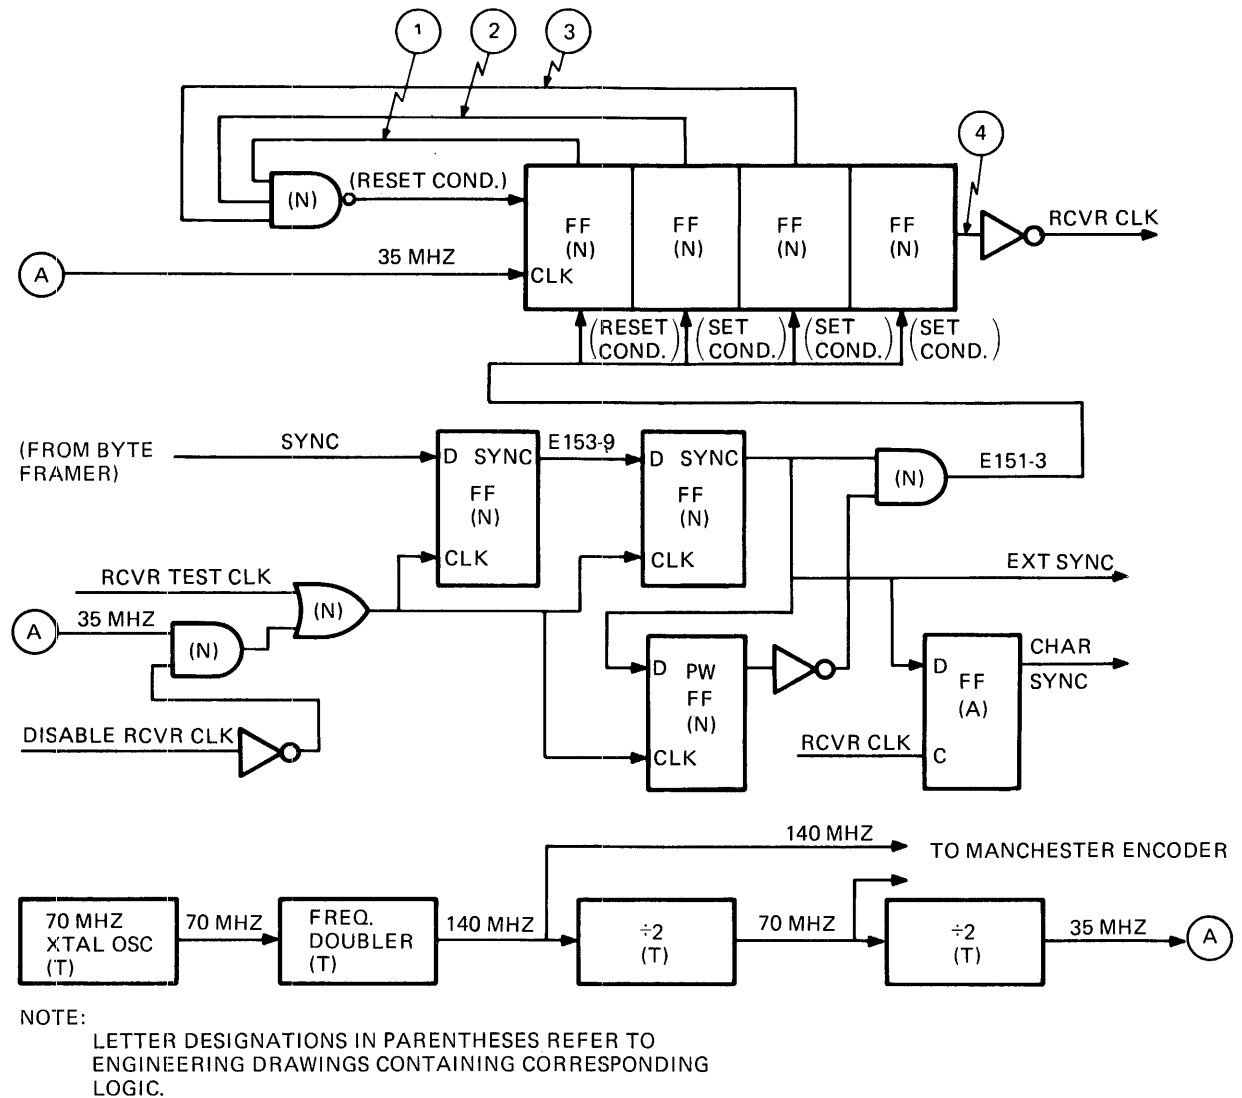 1
2
3
4
(N)
(RESET COND.)
FF
(N)
FF
(N)
FF
(N)
FF
(N)
RCVR CLK
A
35 MHZ
CLK
(RESET
COND.)
(SET
COND.)
(SET
COND.)
(SET
COND.)
(FROM BYTE
FRAMER)
SYNC
D SYNC
FF
(N)
CLK
E153-9
D SYNC
FF
(N)
CLK
(N)
E151-3
RCVR TEST CLK
(N)
A
35 MHZ
(N)
DISABLE RCVR CLK
EXT SYNC
D PW
FF
(N)
CLK
D
FF
(A)
C
CHAR
SYNC
RCVR CLK
140 MHZ
TO MANCHESTER ENCODER
70 MHZ
XTAL OSC
(T)
70 MHZ
FREQ.
DOUBLER
(T)
140 MHZ
÷2
(T)
70 MHZ
÷2
(T)
35 MHZ
A
NOTE:
LETTER DESIGNATIONS IN PARENTHESES REFER TO
ENGINEERING DRAWINGS CONTAINING CORRESPONDING
LOGIC.